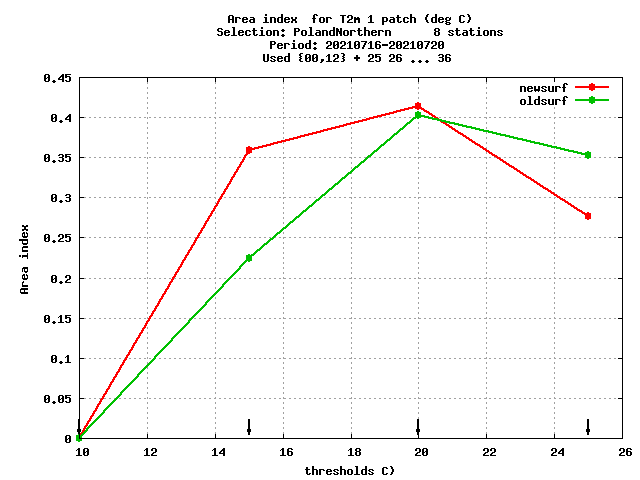 Area index  for T2m 1 patch (deg C)
Selection: PolandNorthern      8 stations
Period: 20210716-20210720
Used {00,12} + 25 26 ... 36
newsurf
oldsurf
0.45
0.4
0.35
0.3
0.25
0.2
0.15
0.1
0.05
0
Area index
10 12 14 16 18 20 22 24 26
thresholds C)